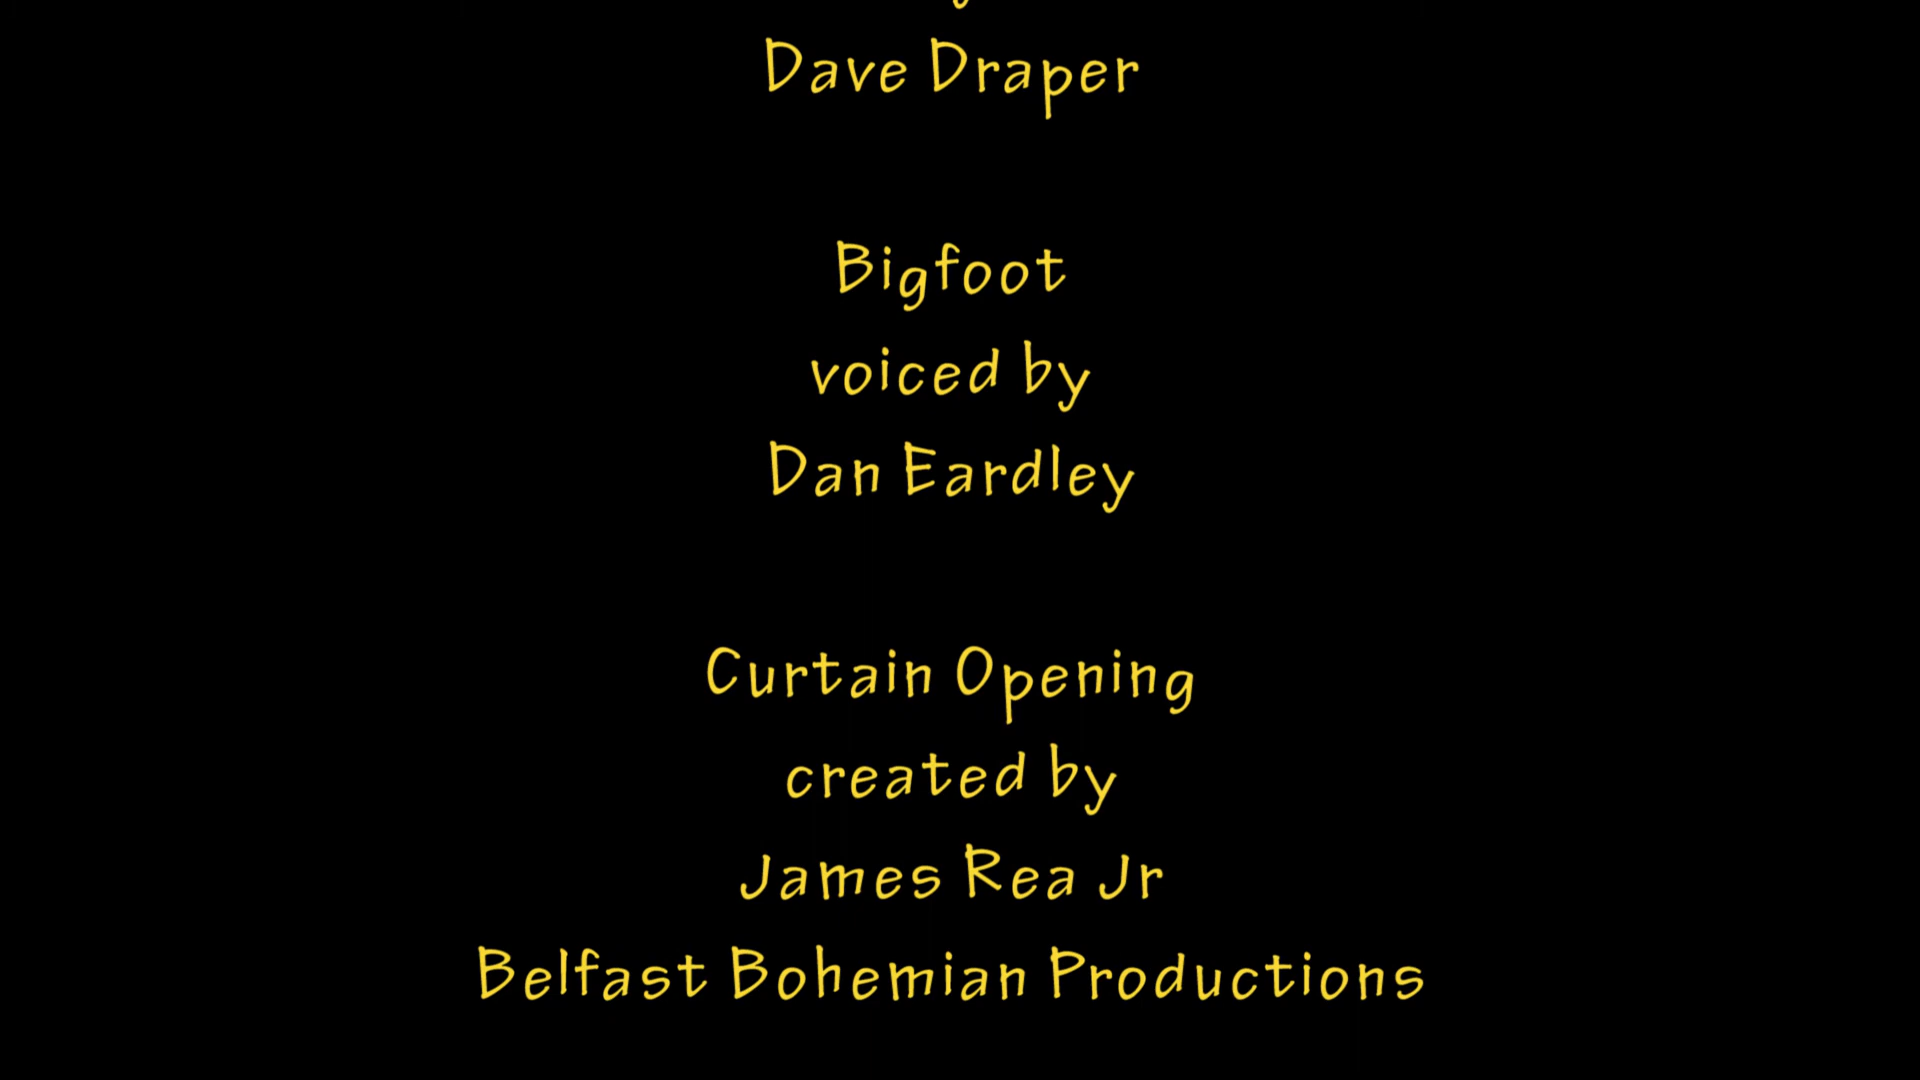 Dave Draper
Bigfoot
voiced by
Dan Eardley
Curtain Opening
created by
James Rea Jr
Belfast Bohemian Productions